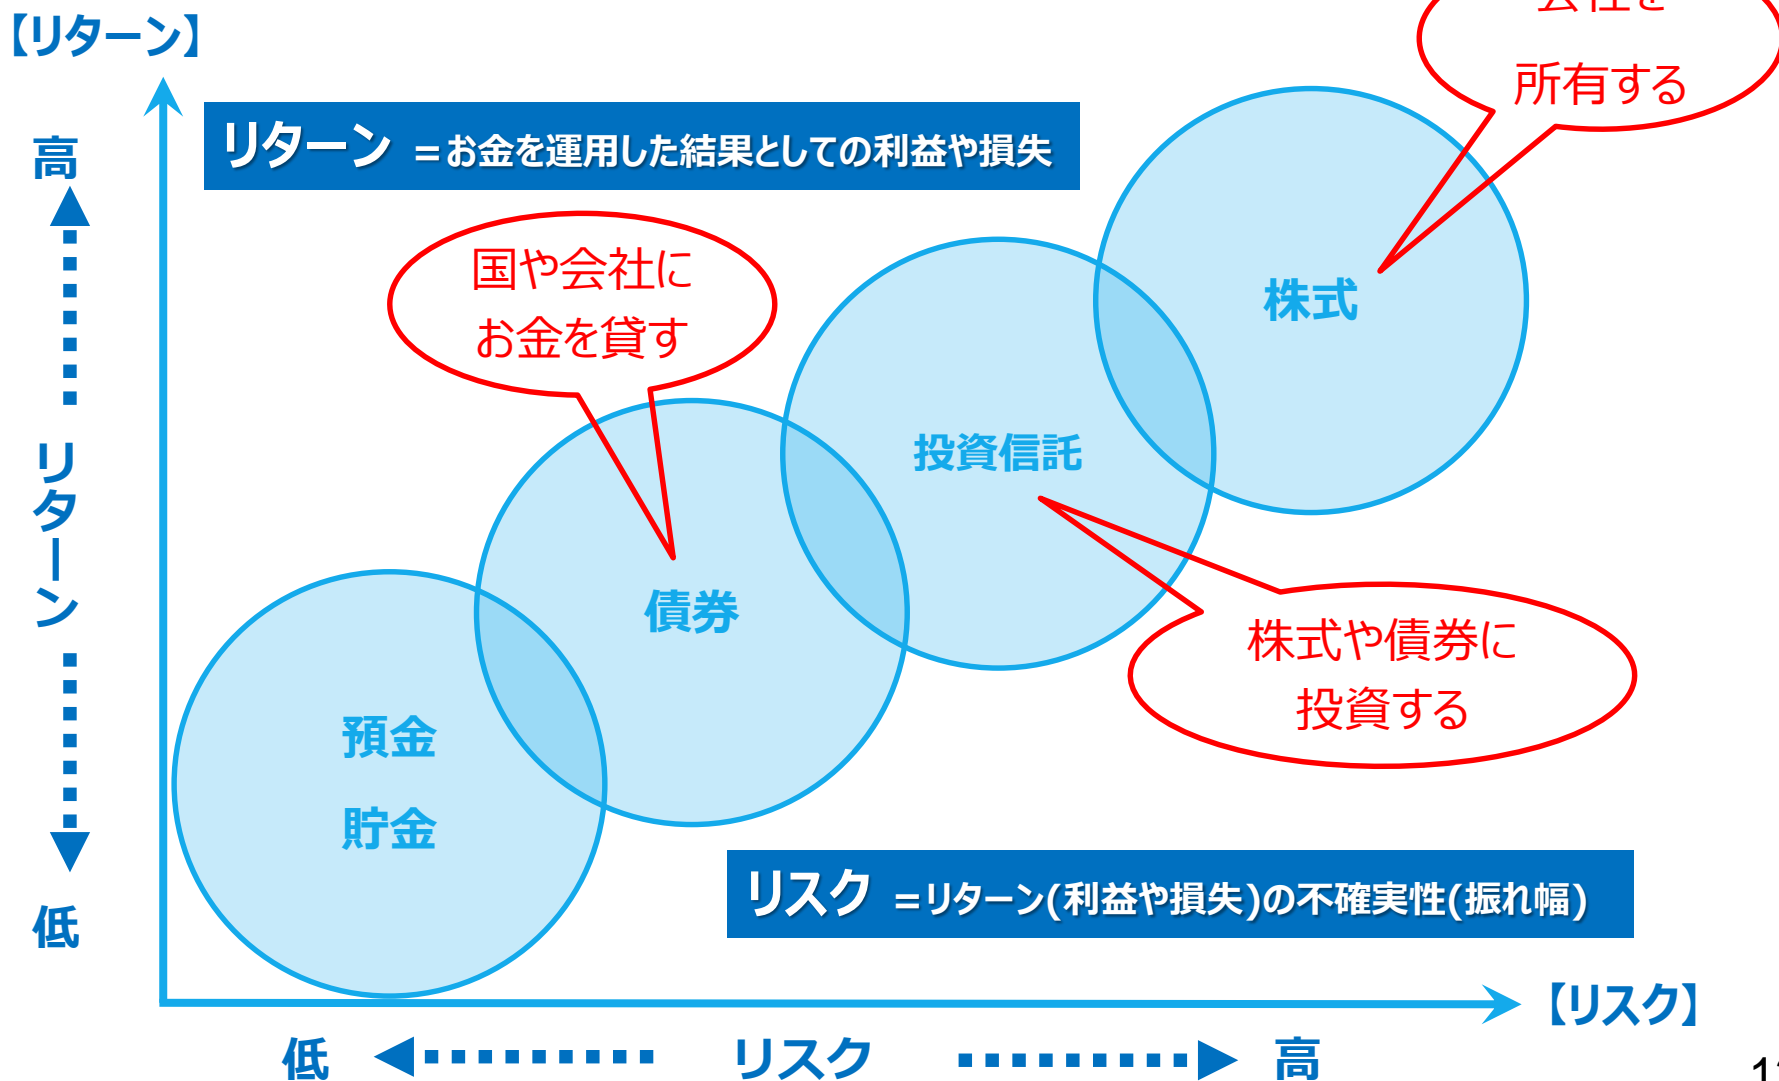 【リターン】
会社を
所有する
高
リターン =お金を運用した結果としての利益や損失
国や会社に
お金を貸す
株式
投資信託
リターン
債券
株式や債券に
投資する
預金
貯金
リスク =リターン(利益や損失)の不確実性(振れ幅)
低
【リスク】
低
リスク
高